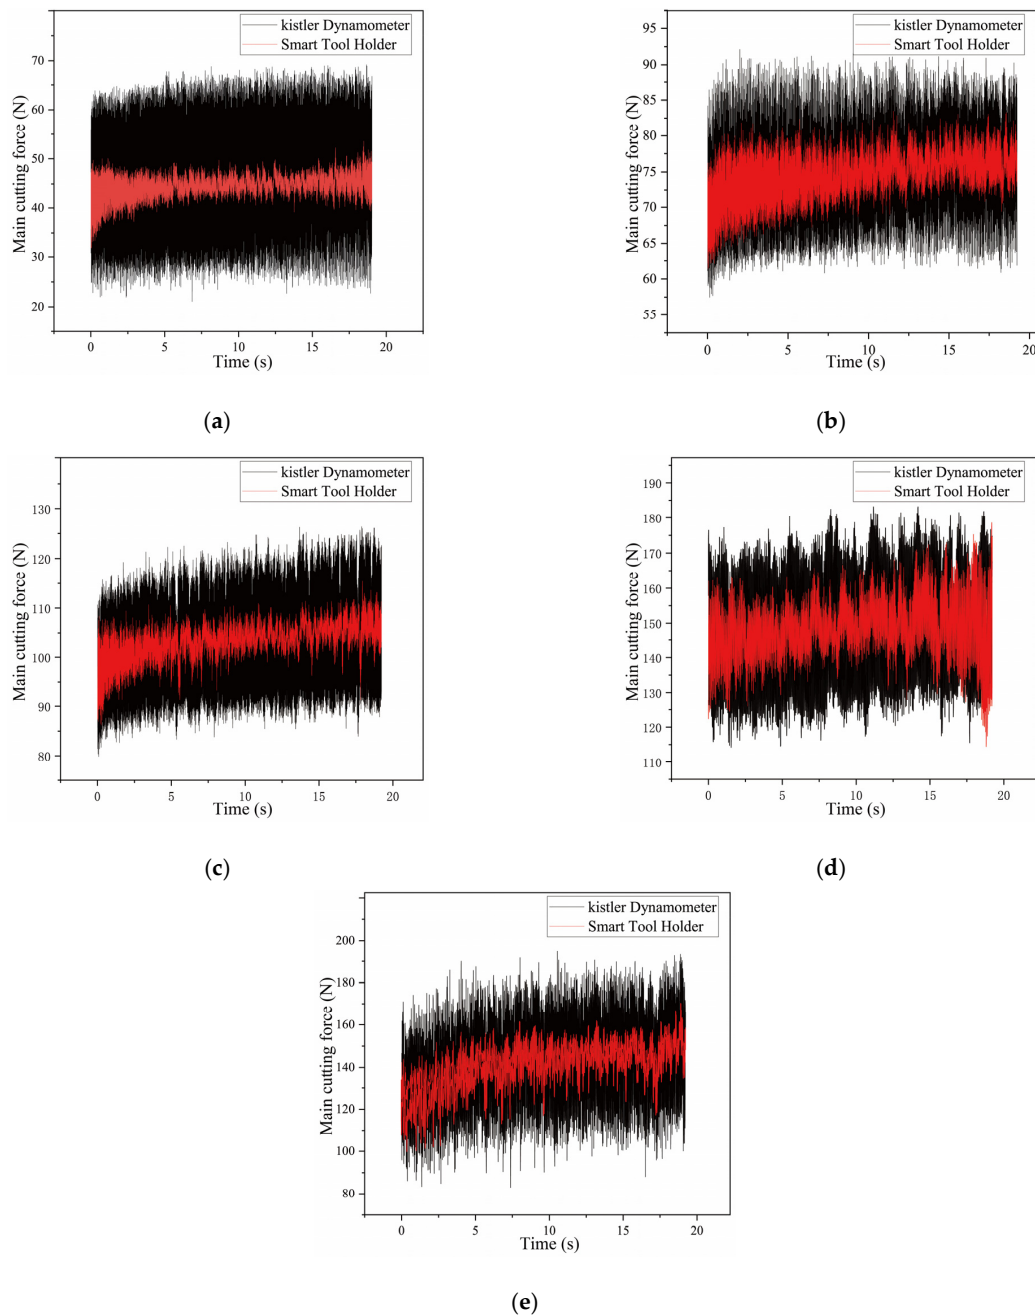 kistler Dynamometer
Smart Tool Holder
70
60
50
40
30
20
Main cutting force (N)
0
5
10
15
20
Time (s)
(a)
kistler Dynamometer
Smart Tool Holder
95
90
85
80
75
70
65
60
55
Main cutting force (N)
0
5
10
15
20
Time (s)
(b)
kistler Dynamometer
Smart Tool Holder
130
120
110
100
90
80
Main cutting force (N)
0
5
10
15
20
Time (s)
(c)
kistler Dynamometer
Smart Tool Holder
190
180
170
160
150
140
130
120
110
Main cutting force (N)
0
5
10
15
20
Time (s)
(d)
kistler Dynamometer
Smart Tool Holder
200
180
160
140
120
100
80
Main cutting force (N)
0
5
10
15
20
Time (s)
(e)